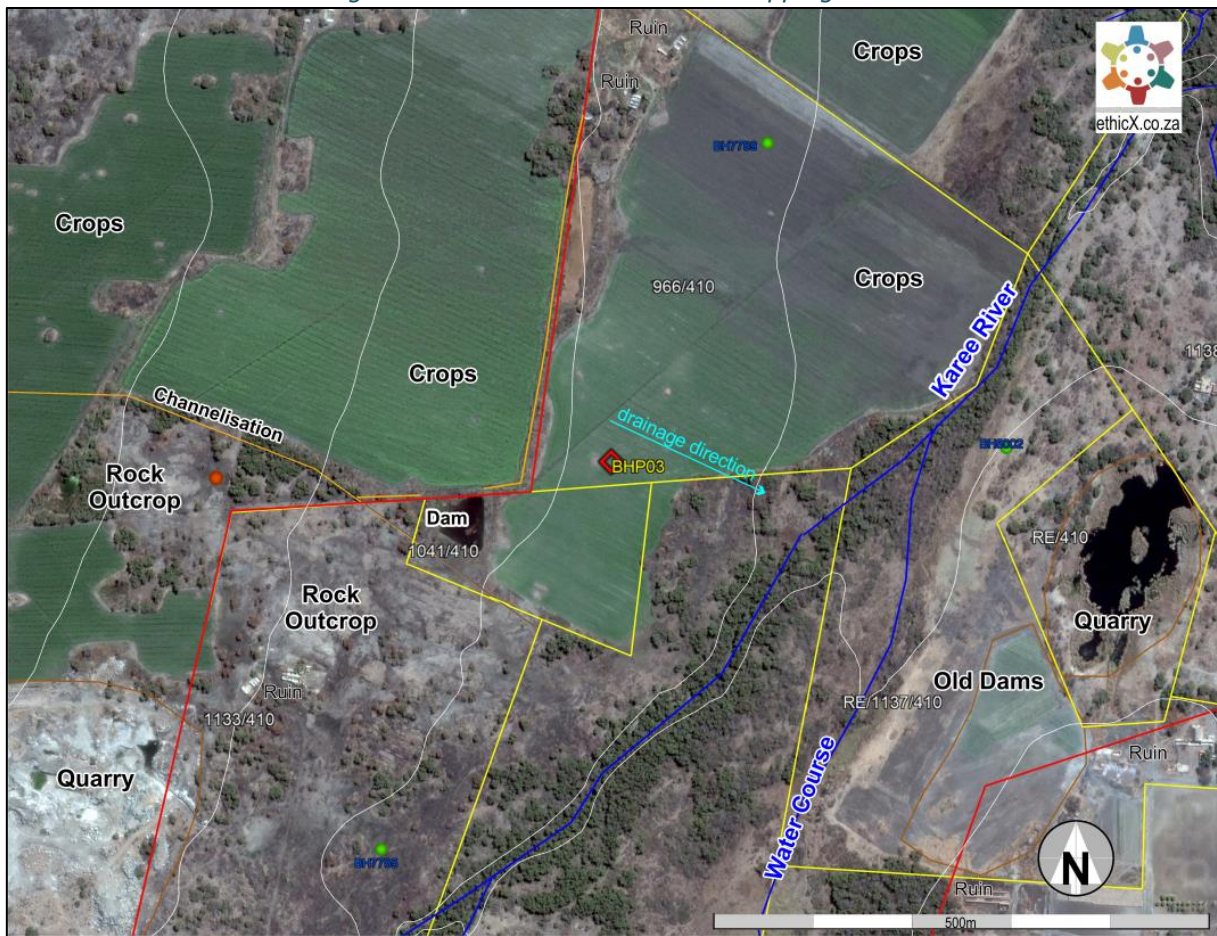 Ruin
Crops
Ruin
ethicX.co.za
Crops
966/410
Crops
Crops
Karee River
1138
Channelisation
drainage direction
Rock
Outcrop
BHP03
Dam
1041/410
RE/410
Rock
Outcrop
Quarry
Old Dams
Ruin
RE/1137/410
1133/410
Ruin
Quarry
Water Course
N
Ruin
500m